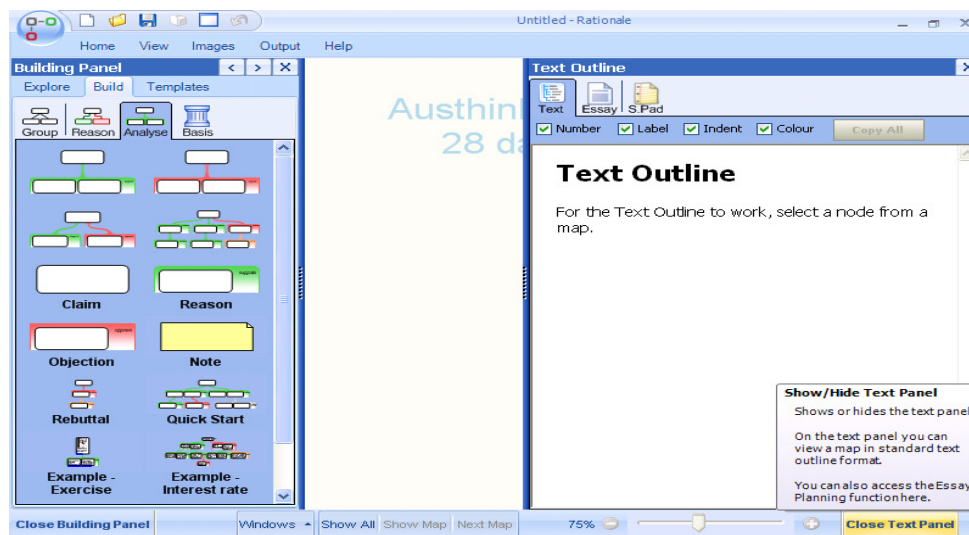 Untitled - Rationale
Home View Images Output Help
Building Panel
Explore Build Templates
Group Reason Analyse Basis
Claim Reason
Objection Note
Rebuttal Quick Start
Example - Exercise
Example - Interest rate
Austhin
28 da
Text Outline
Text Essay S.Pad
Number Label Indent Colour Copy All
Text Outline
For the Text Outline to work, select a node from a
map.
Show/Hide Text Panel
Shows or hides the text panel
On the text panel you can
view a map in standard text
outline format.
You can also access the Essay
Planning function here.
Close Building Panel Windows Show All Show Map Next Map 75% Close Text Panel